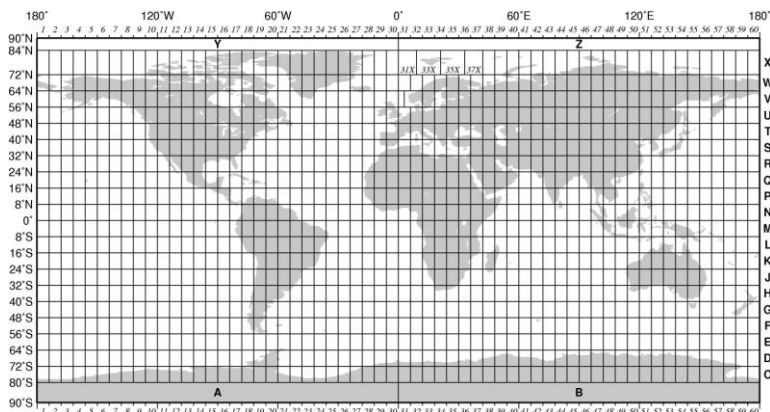 180˚ 120˚W 60˚W 0˚ 60˚E 120˚E 180˚
1 2 3 4 5 6 7 8 9 10 11 12 13 14 15 16 17 18 19 20 21 22 23 24 25 26 27 28 29 30 31 32 33 34 35 36 37 38 39 40 41 42 43 44 45 46 47 48 49 50 51 52 53 54 55 56 57 58 59 60
90˚N
Y Z
84˚N
X
31X 33X 35X 37X
72˚N
W
64˚N
V
56˚N
U
48˚N
T
40˚N
S
32˚N
R
24˚N
Q
16˚N
P
8˚N
N
0˚
M
8˚S
L
16˚S
K
24˚S
J
32˚S
H
40˚S
G
48˚S
F
56˚S
E
64˚S
D
72˚S
C
80˚S
A B
90˚S
1 2 3 4 5 6 7 8 9 10 11 12 13 14 15 16 17 18 19 20 21 22 23 24 25 26 27 28 29 30 31 32 33 34 35 36 37 38 39 40 41 42 43 44 45 46 47 48 49 50 51 52 53 54 55 56 57 58 59 60
180˚ 120˚W 60˚W 0˚ 60˚E 120˚E 180˚